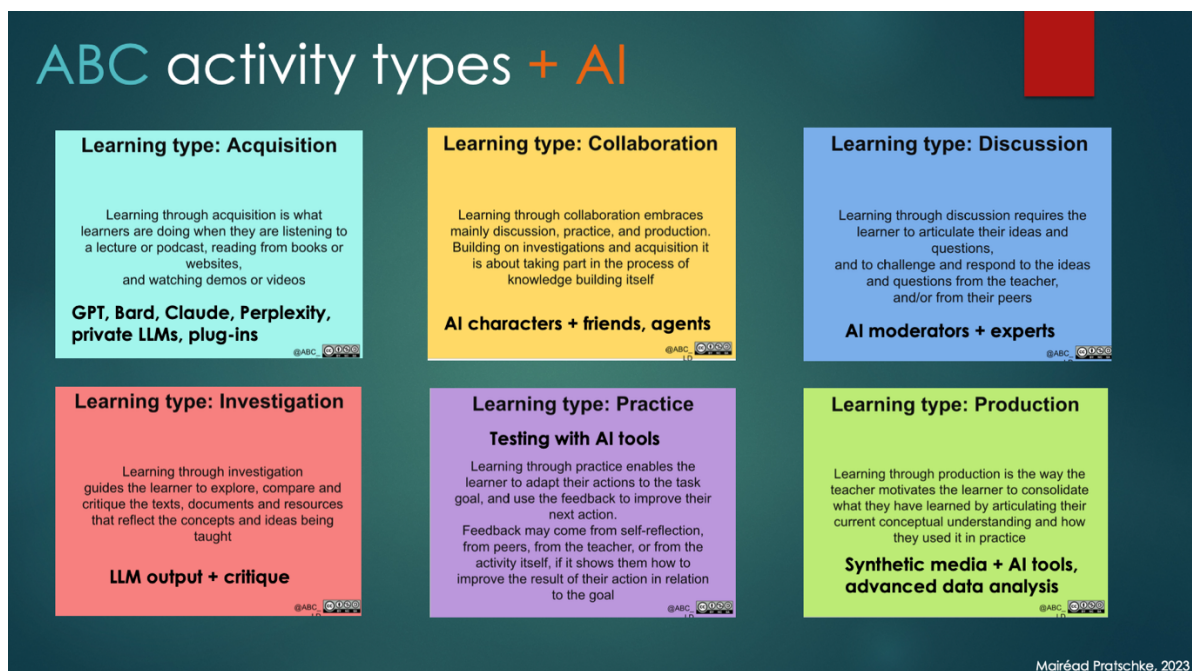 ABC activity types + AI
Learning type: Acquisition
Learning through acquisition is what
learners are doing when they are listening to
a lecture or podcast, reading from books or
websites,
and watching demos or videos
GPT, Bard, Claude, Perplexity,
private LLMs, plug-ins
@ABC_
Learning type: Collaboration
Learning through collaboration embraces
mainly discussion, practice, and production.
Building on investigations and acquisition it
is about taking part in the process of
knowledge building itself
AI characters + friends, agents
@ABC_
LD
Learning type: Discussion
Learning through discussion requires the
learner to articulate their ideas and
questions,
and to challenge and respond to the ideas
and questions from the teacher,
and/or from their peers
AI moderators + experts
@ABC_
LD
Learning type: Investigation
Learning through investigation
guides the learner to explore, compare and
critique the texts, documents and resources
that reflect the concepts and ideas being
taught
LLM output + critique
@ABC_
LD
Learning type: Practice
Testing with AI tools
Learning through practice enables the
learner to adapt their actions to the task
goal, and use the feedback to improve their
next action.
Feedback may come from self-reflection,
from peers, from the teacher, or from the
activity itself, if it shows them how to
improve the result of their action in relation
to the goal
@ABC_
LD
Learning type: Production
Learning through production is the way the
teacher motivates the learner to consolidate
what they have learned by articulating their
current conceptual understanding and how
they used it in practice
Synthetic media + AI tools,
advanced data analysis
@ABC_
LD
Mairéad Pratschke, 2023